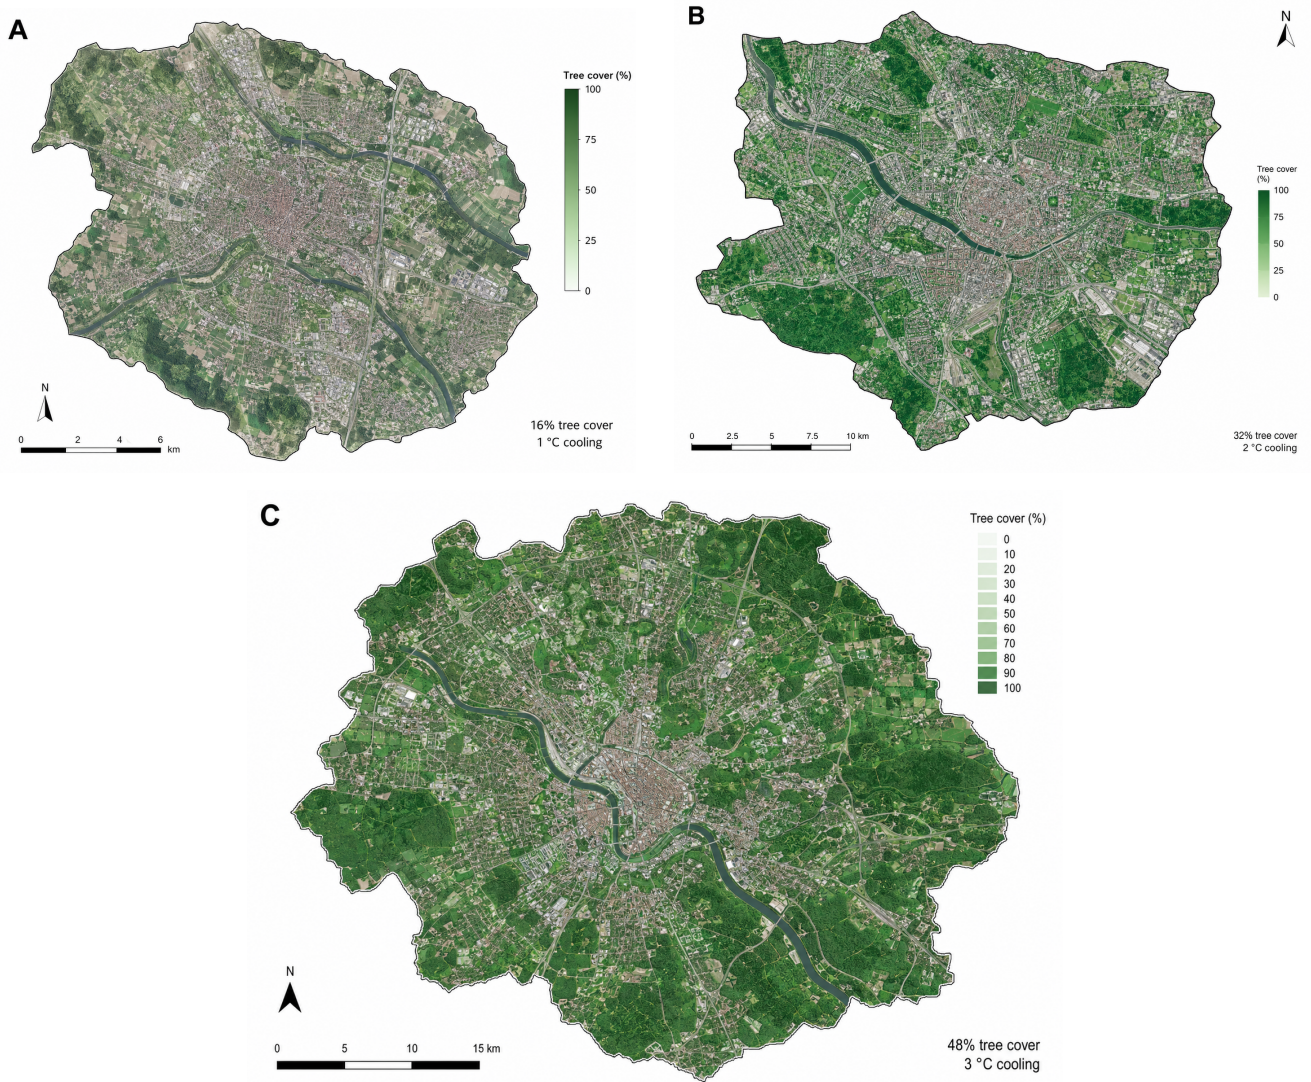 A
Tree cover (%)
100
75
50
25
0
N
0 2 4 6
km
16% tree cover
1 °C cooling
B
N
Tree cover
(%)
100
75
50
25
0
0 2.5 5 7.5 10 km
32% tree cover
2 °C cooling
C
Tree cover (%)
0
10
20
30
40
50
60
70
80
90
100
N
0 5 10 15 km
48% tree cover
3 °C cooling